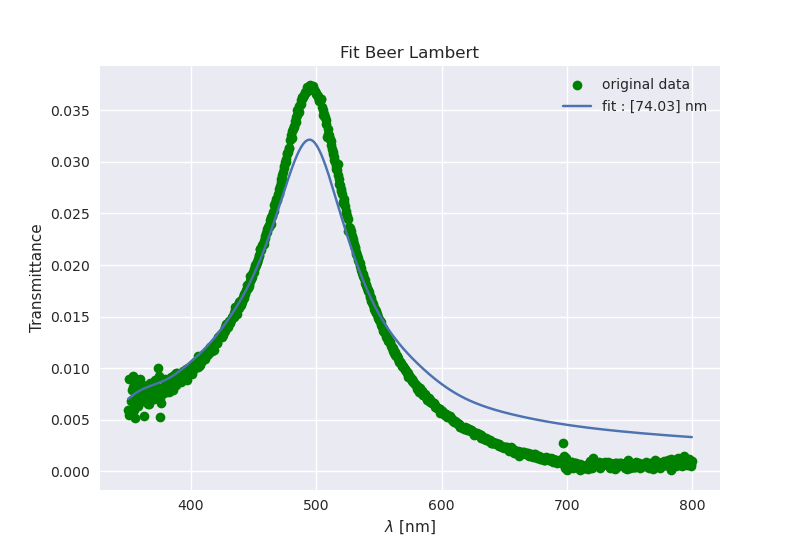 Fit Beer Lambert
original data
fit : [74.03] nm
Transmittance
0.035
0.030
0.025
0.020
0.015
0.010
0.005
0.000
400 500 600 700 800
λ [nm]